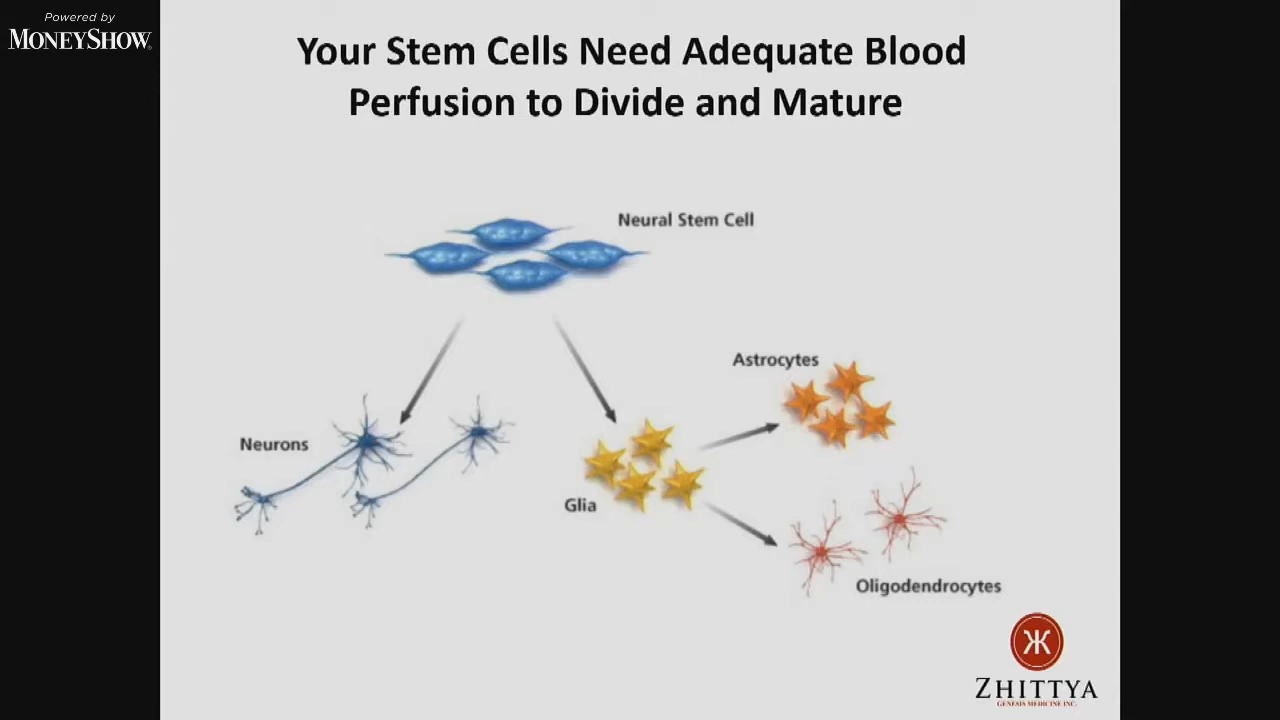 Powered by
MONEYSHOW®
Your Stem Cells Need Adequate Blood
Perfusion to Divide and Mature
Neural Stem Cell
Astrocytes
Neurons
Glia
Oligodendrocytes
Ж
ZHITTYA
GENESIS MEDICINE INC.